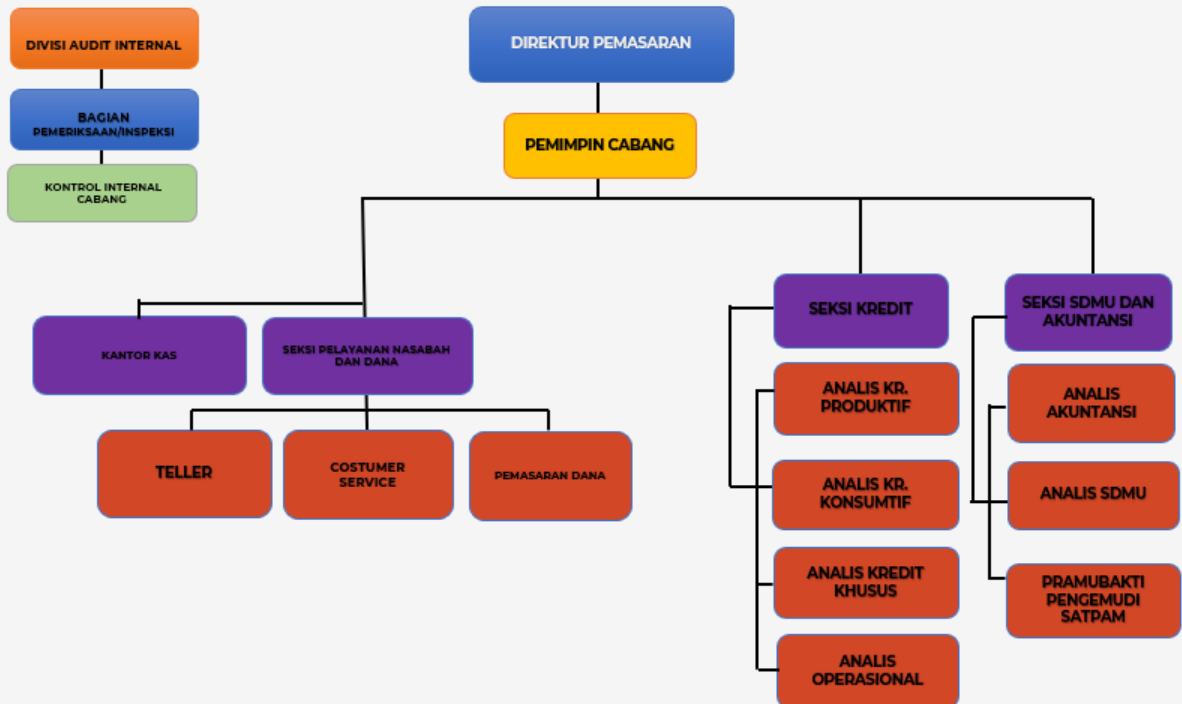 DIVISI AUDIT INTERNAL
BAGIAN
PEMERIKSAAN/INSPEKSI
KONTROL INTERNAL
CABANG
DIREKTUR PEMASARAN
PEMIMPIN CABANG
KANTOR KAS
SEKSI PELAYANAN NASABAH
DAN DANA
TELLER
COSTUMER
SERVICE
PEMASARAN DANA
SEKSI KREDIT
ANALIS KR.
PRODUKTIF
ANALIS KR.
KONSUMTIF
ANALIS KREDIT
KHUSUS
ANALIS
OPERASIONAL
SEKSI SDMU DAN
AKUNTANSI
ANALIS
AKUNTANSI
ANALIS SDMU
PRAMUBAKTI
PENGEMUDI
SATPAM